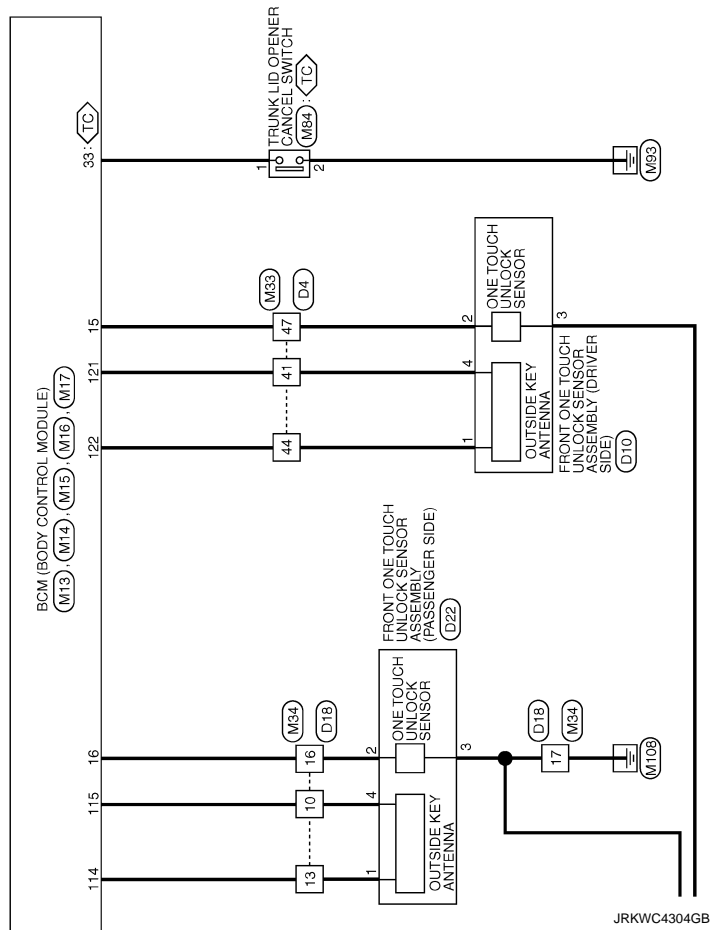 BCM (BODY CONTROL MODULE)
M13 , M14 , M15 , M16 , M17
114
115
16
122
121
15
33 : TC
13
10
16
M34
D18
44
41
47
M33
D4
1
2
TRUNK LID OPENER
CANCEL SWITCH
M84 : TC
1
4
2
OUTSIDE KEY
ANTENNA
ONE TOUCH
UNLOCK
SENSOR
3
FRONT ONE TOUCH
UNLOCK SENSOR
ASSEMBLY
(PASSENGER SIDE)
D22
1
4
2
OUTSIDE KEY
ANTENNA
ONE TOUCH
UNLOCK
SENSOR
3
FRONT ONE TOUCH
UNLOCK SENSOR
ASSEMBLY (DRIVER
SIDE)
D10
17
D18
M34
M108
M93
JRKWC4304GB